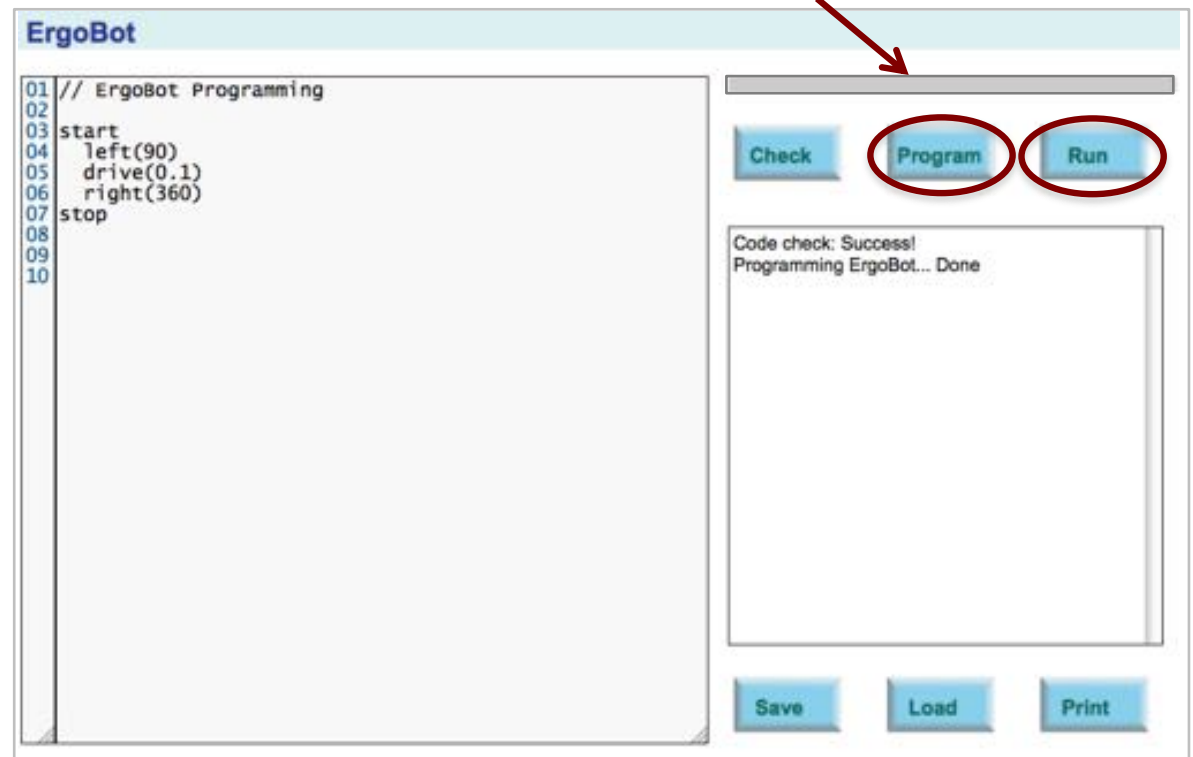 ErgoBot
01 // ErgoBot Programming
02
03 start
04   left(90)
05   drive(0.1)
06   right(360)
07 stop
08
09
10
Check Program Run
Code check: Success!
Programming ErgoBot... Done
Save Load Print